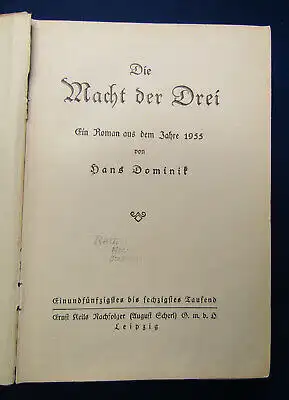 Die
Macht der Drei
Ein Roman aus dem Jahre 1955
von
Hans Dominik
Einundfünfzigstes bis sechzigstes Tausend
Ernst Keils Nachfolger (August Scherl) G. m. b. H
Leipzig